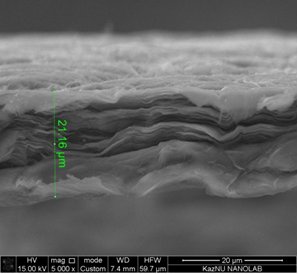 21.16 μm
HV mag □ mode WD HFW 20 μm
15.00 kV 5 000 x Custom 7.4 mm 59.7 μm KazNU NANOLAB